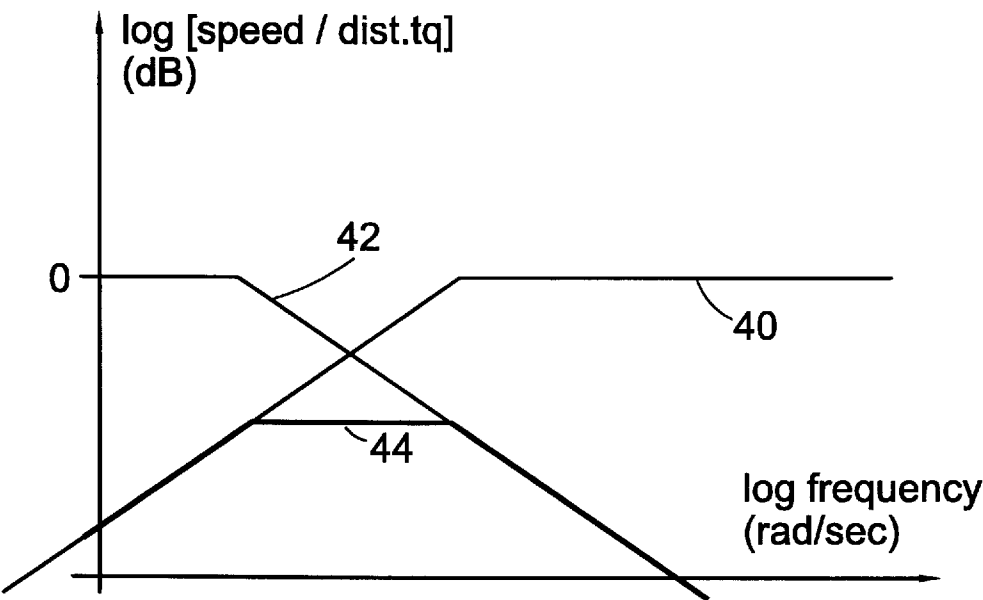 log [speed / dist.tq]
(dB)
42
0
40
44
log frequency
(rad/sec)